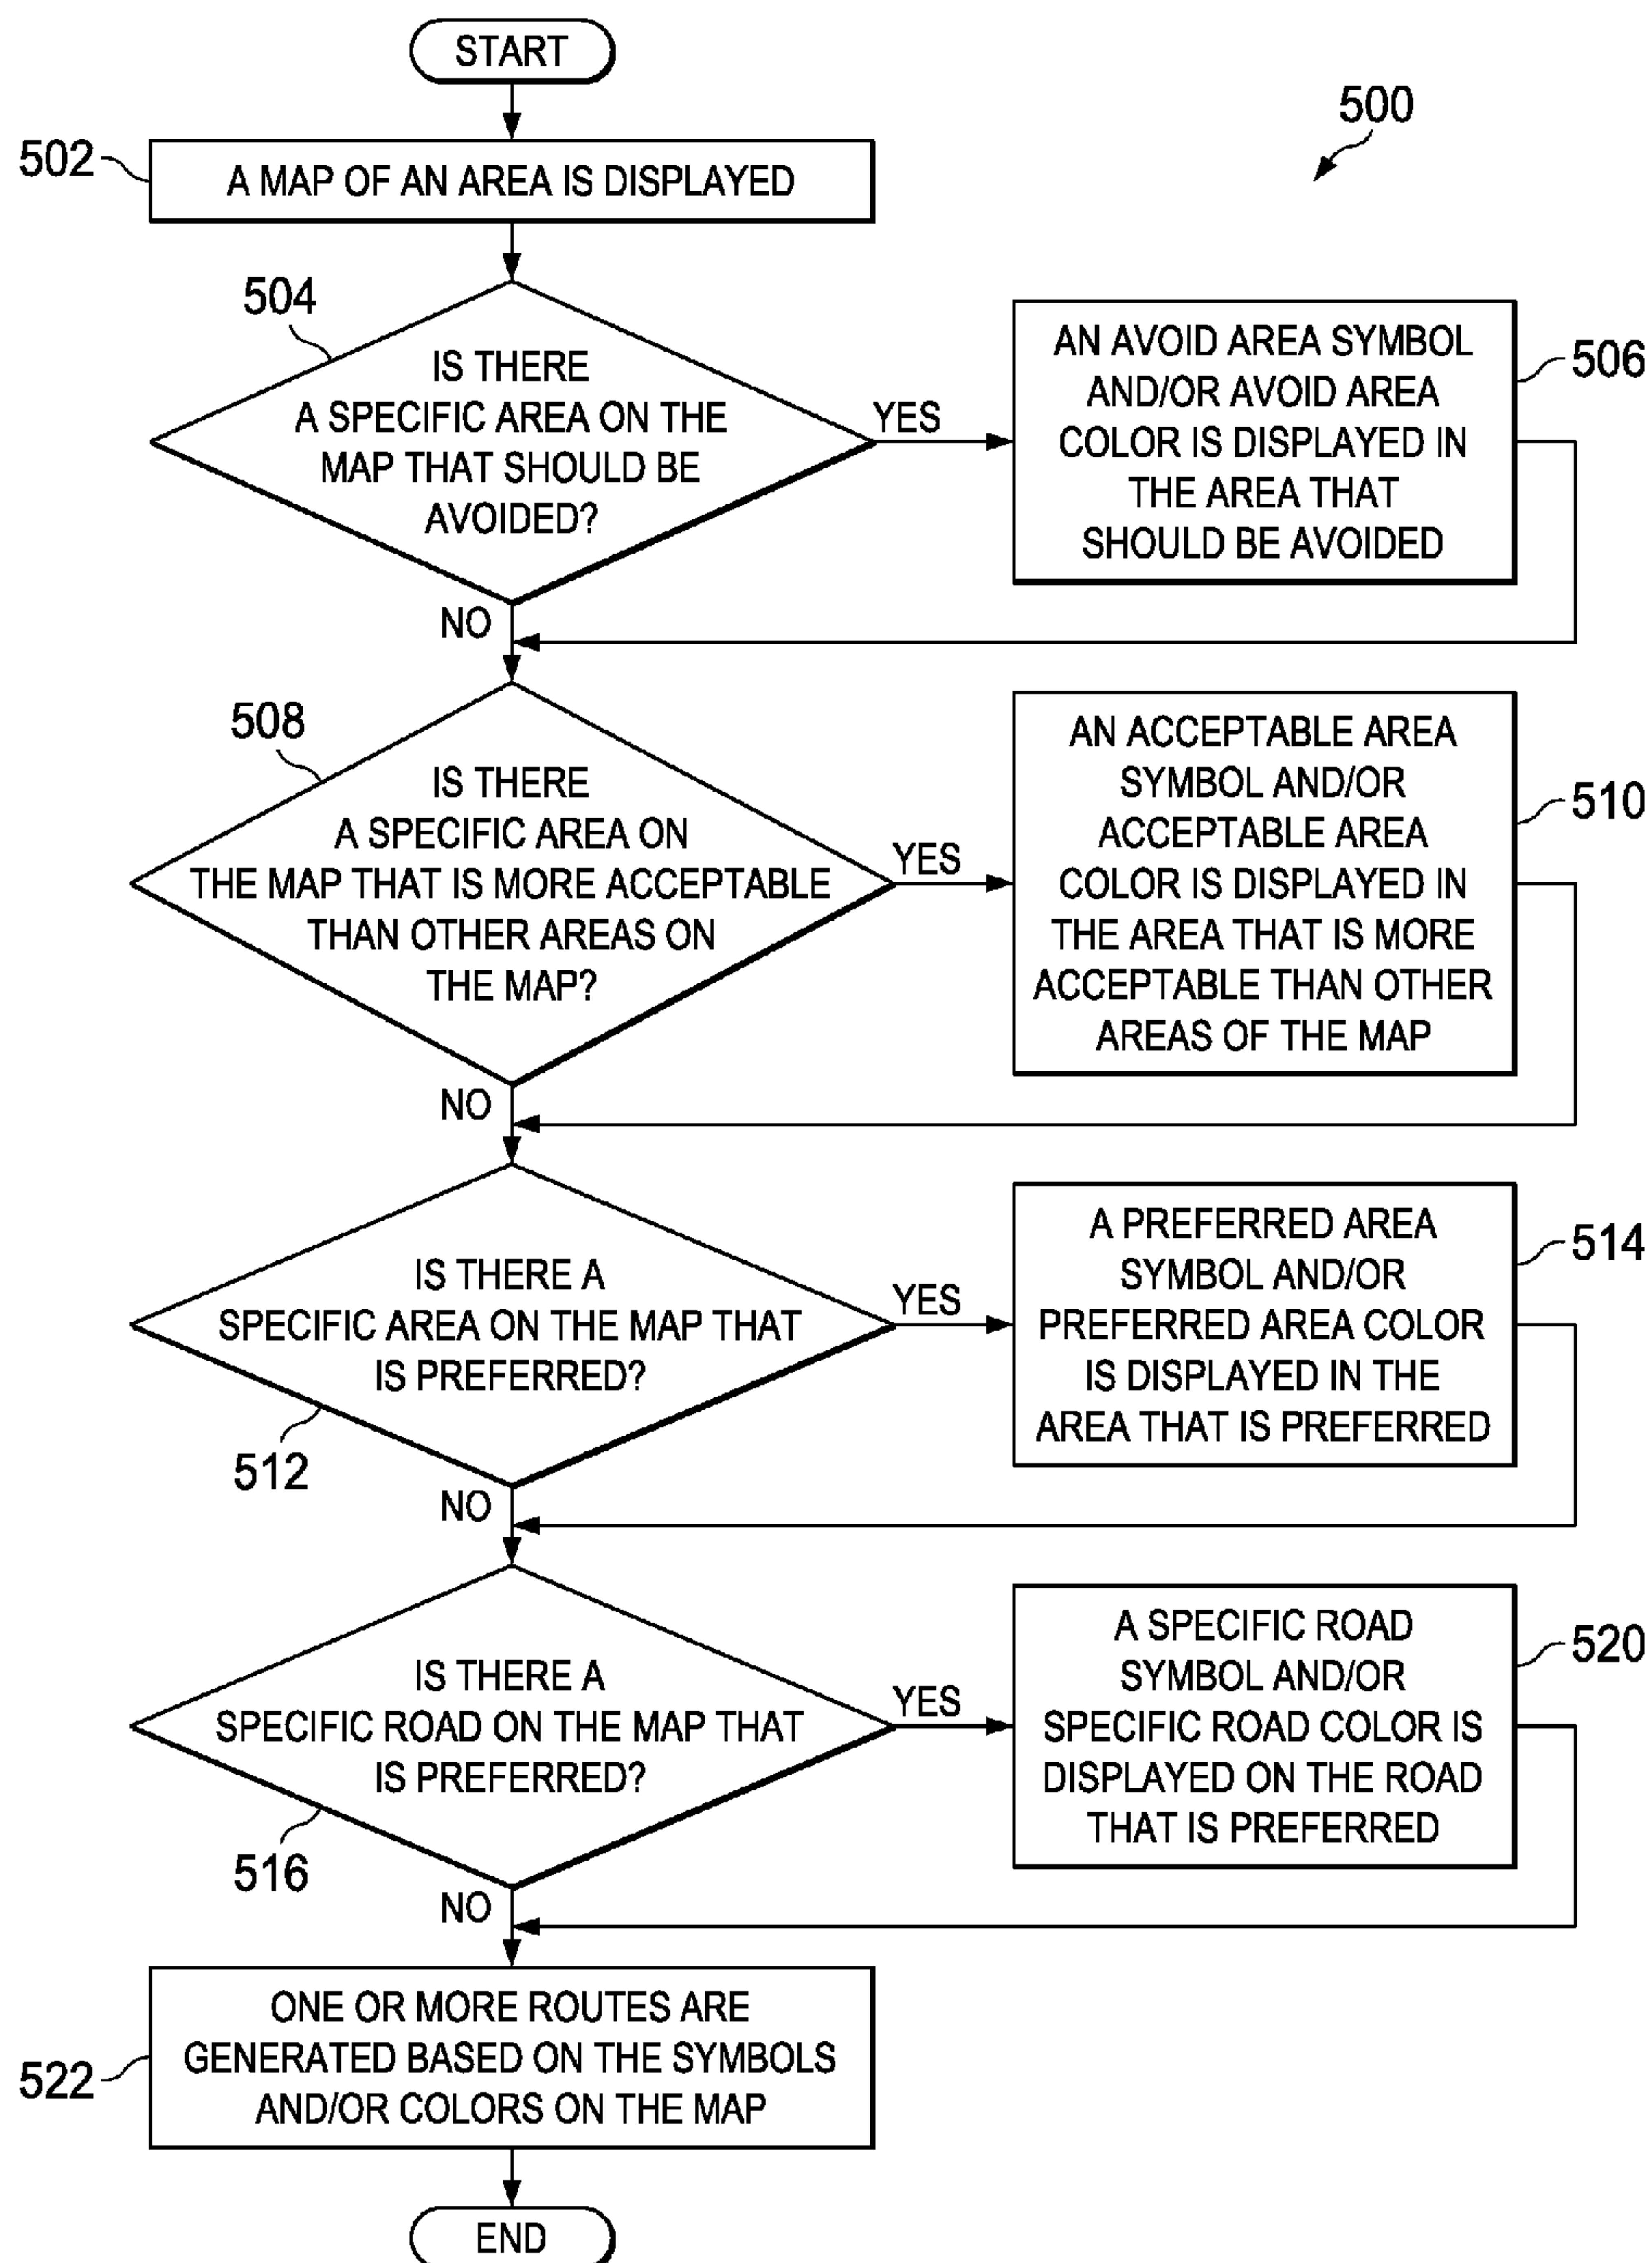 START
500
502
A MAP OF AN AREA IS DISPLAYED
504
IS THERE
A SPECIFIC AREA ON THE
MAP THAT SHOULD BE
AVOIDED?
YES
AN AVOID AREA SYMBOL
AND/OR AVOID AREA
COLOR IS DISPLAYED IN
THE AREA THAT
SHOULD BE AVOIDED
506
NO
508
IS THERE
A SPECIFIC AREA ON
THE MAP THAT IS MORE ACCEPTABLE
THAN OTHER AREAS ON
THE MAP?
YES
AN ACCEPTABLE AREA
SYMBOL AND/OR
ACCEPTABLE AREA
COLOR IS DISPLAYED IN
THE AREA THAT IS MORE
ACCEPTABLE THAN OTHER
AREAS OF THE MAP
510
NO
IS THERE A
SPECIFIC AREA ON THE MAP THAT
IS PREFERRED?
512
YES
A PREFERRED AREA
SYMBOL AND/OR
PREFERRED AREA COLOR
IS DISPLAYED IN THE
AREA THAT IS PREFERRED
514
NO
IS THERE A
SPECIFIC ROAD ON THE MAP THAT
IS PREFERRED?
516
YES
A SPECIFIC ROAD
SYMBOL AND/OR
SPECIFIC ROAD COLOR IS
DISPLAYED ON THE ROAD
THAT IS PREFERRED
520
NO
ONE OR MORE ROUTES ARE
GENERATED BASED ON THE SYMBOLS
AND/OR COLORS ON THE MAP
522
END